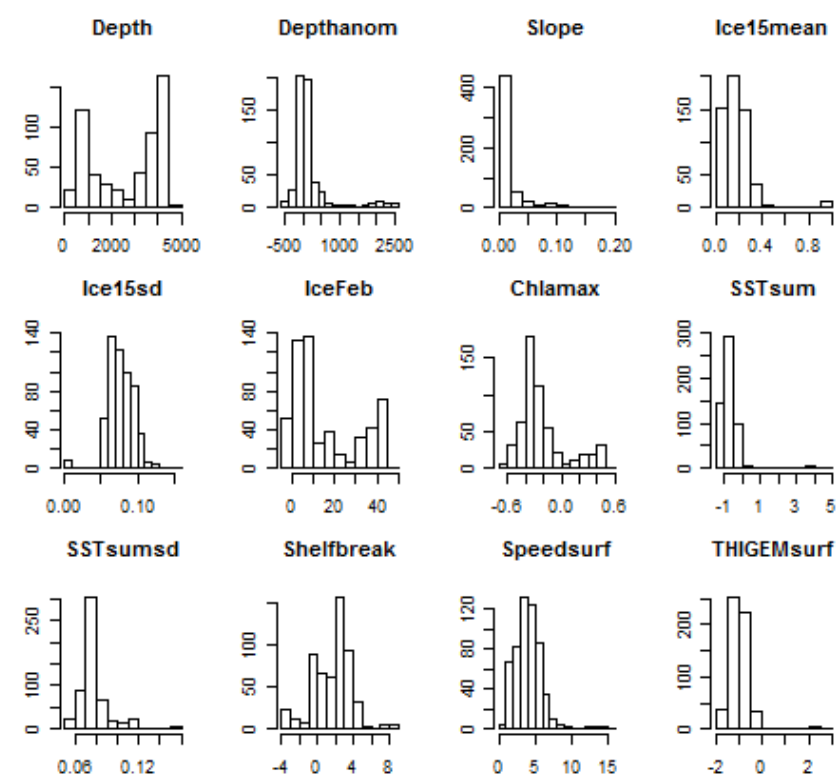 Depth Depthanom Slope Ice15mean
0 50 100
0 50 150
0 200 400
0 50 150
0 2000 5000 -500 1000 2500 0.00 0.10 0.20 0.0 0.4 0.8
Ice15sd IceFeb Chlamax SSTsum
0 40 80 140
0 40 80 140
0 50 150
0 100 200 300
0.00 0.10 0 20 40 -0.6 0.0 0.6 -1 1 3 5
SSTsumsd Shelfbreak Speedsurf THIGEMsurf
0 100 250
0 50 100
0 40 80 120
0 100 200
0.06 0.12 -4 0 4 8 0 5 10 15 -2 0 2